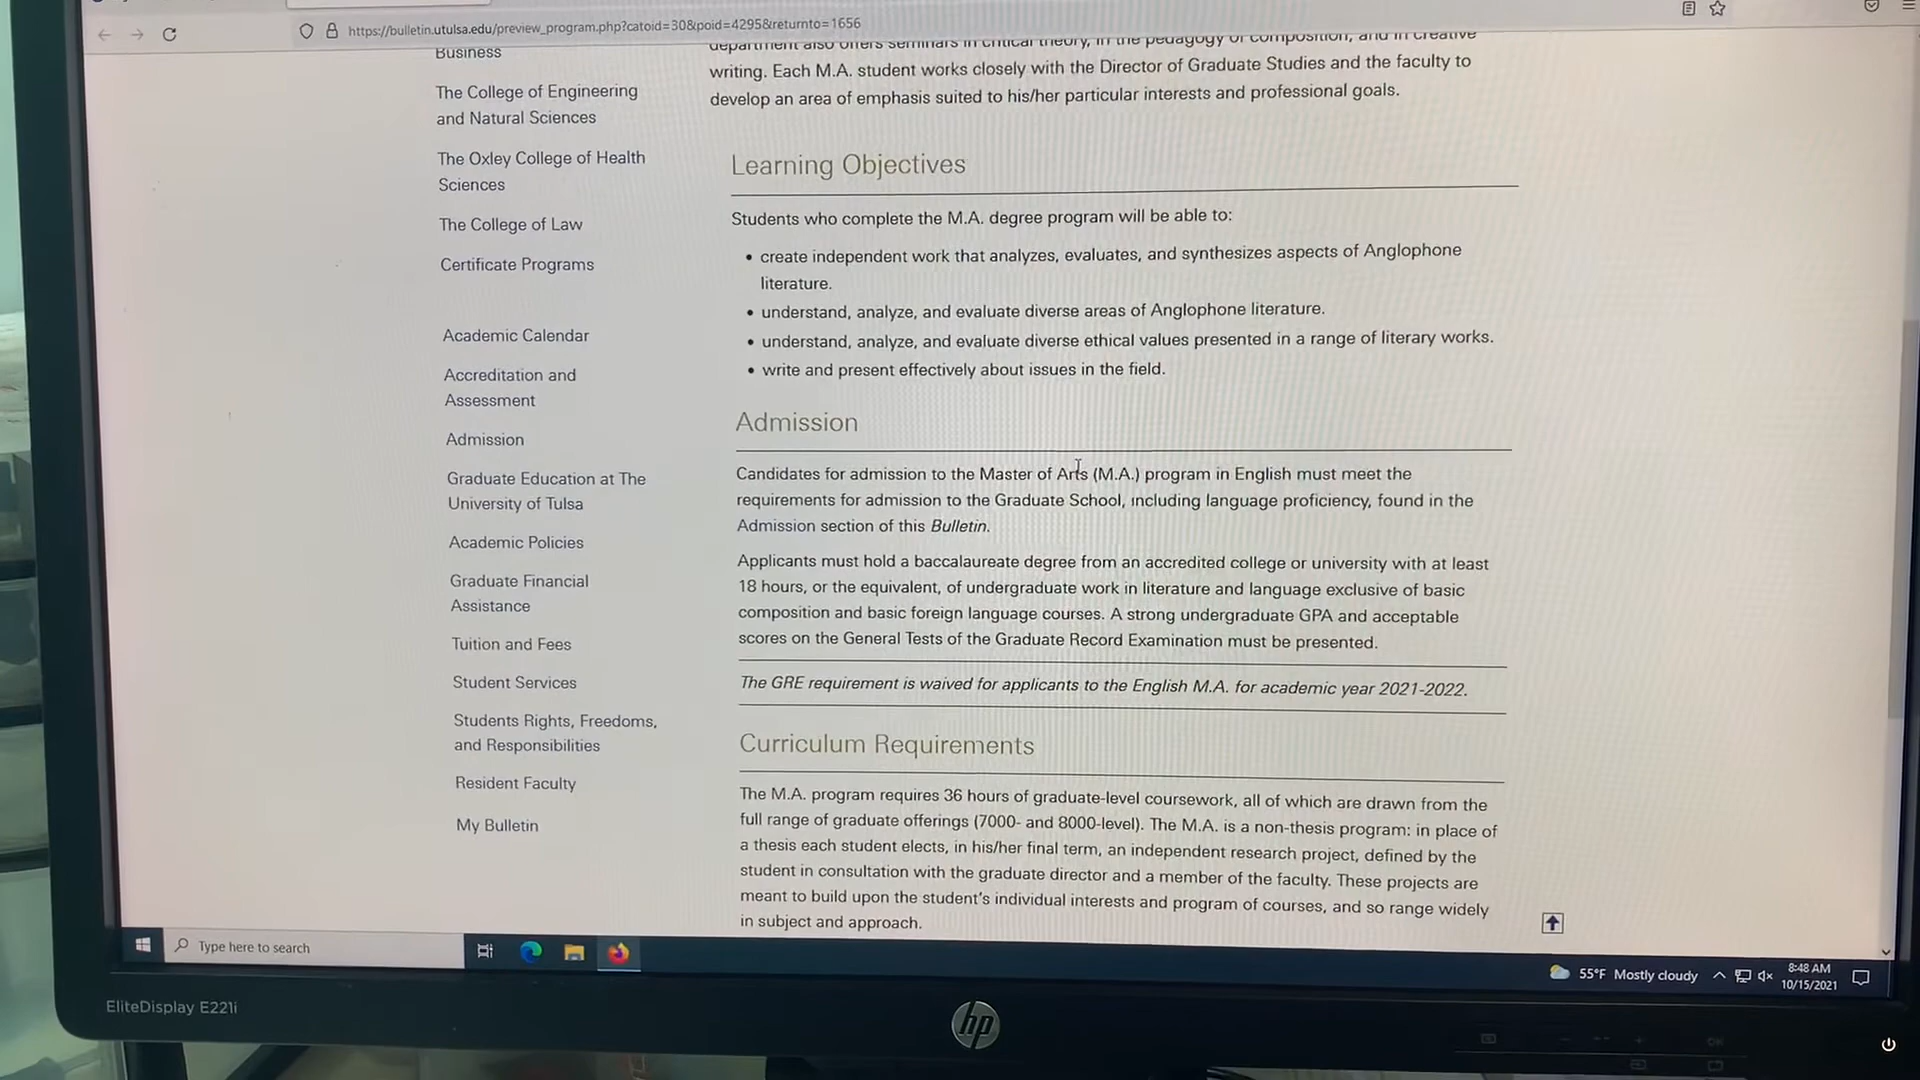 https://bulletin.utulsa.edu/preview_program.php?catoid=30&poid=4295&returnto=1656
Business
The College of Engineering
and Natural Sciences
The Oxley College of Health
Sciences
The College of Law
Certificate Programs
Academic Calendar
Accreditation and
Assessment
Admission
Graduate Education at The
University of Tulsa
Academic Policies
Graduate Financial
Assistance
Tuition and Fees
Student Services
Students Rights, Freedoms,
and Responsibilities
Resident Faculty
My Bulletin
department also offers seminars in critical theory, in the pedagogy of composition, and in creative
writing. Each M.A. student works closely with the Director of Graduate Studies and the faculty to
develop an area of emphasis suited to his/her particular interests and professional goals.
Learning Objectives
Students who complete the M.A. degree program will be able to:
• create independent work that analyzes, evaluates, and synthesizes aspects of Anglophone
literature.
• understand, analyze, and evaluate diverse areas of Anglophone literature.
• understand, analyze, and evaluate diverse ethical values presented in a range of literary works.
• write and present effectively about issues in the field.
Admission
Candidates for admission to the Master of Arts (M.A.) program in English must meet the
requirements for admission to the Graduate School, including language proficiency, found in the
Admission section of this Bulletin.
Applicants must hold a baccalaureate degree from an accredited college or university with at least
18 hours, or the equivalent, of undergraduate work in literature and language exclusive of basic
composition and basic foreign language courses. A strong undergraduate GPA and acceptable
scores on the General Tests of the Graduate Record Examination must be presented.
The GRE requirement is waived for applicants to the English M.A. for academic year 2021-2022.
Curriculum Requirements
The M.A. program requires 36 hours of graduate-level coursework, all of which are drawn from the
full range of graduate offerings (7000- and 8000-level). The M.A. is a non-thesis program: in place of
a thesis each student elects, in his/her final term, an independent research project, defined by the
student in consultation with the graduate director and a member of the faculty. These projects are
meant to build upon the student's individual interests and program of courses, and so range widely
in subject and approach.
Type here to search
55°F Mostly cloudy
8:48 AM
10/15/2021
EliteDisplay E221i
hp